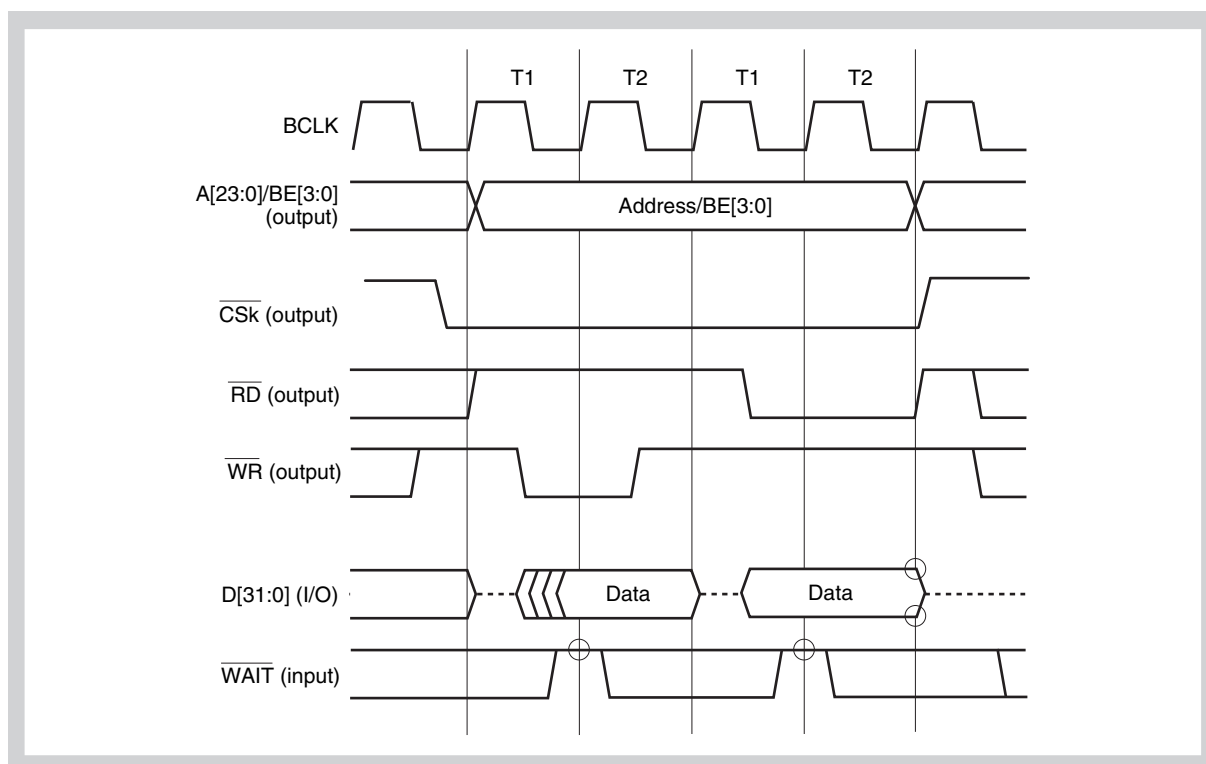 T1 T2 T1 T2
BCLK
A[23:0]/BE[3:0]
(output)
Address/BE[3:0]
CSk (output)
RD (output)
WR (output)
D[31:0] (I/O)
Data Data
WAIT (input)